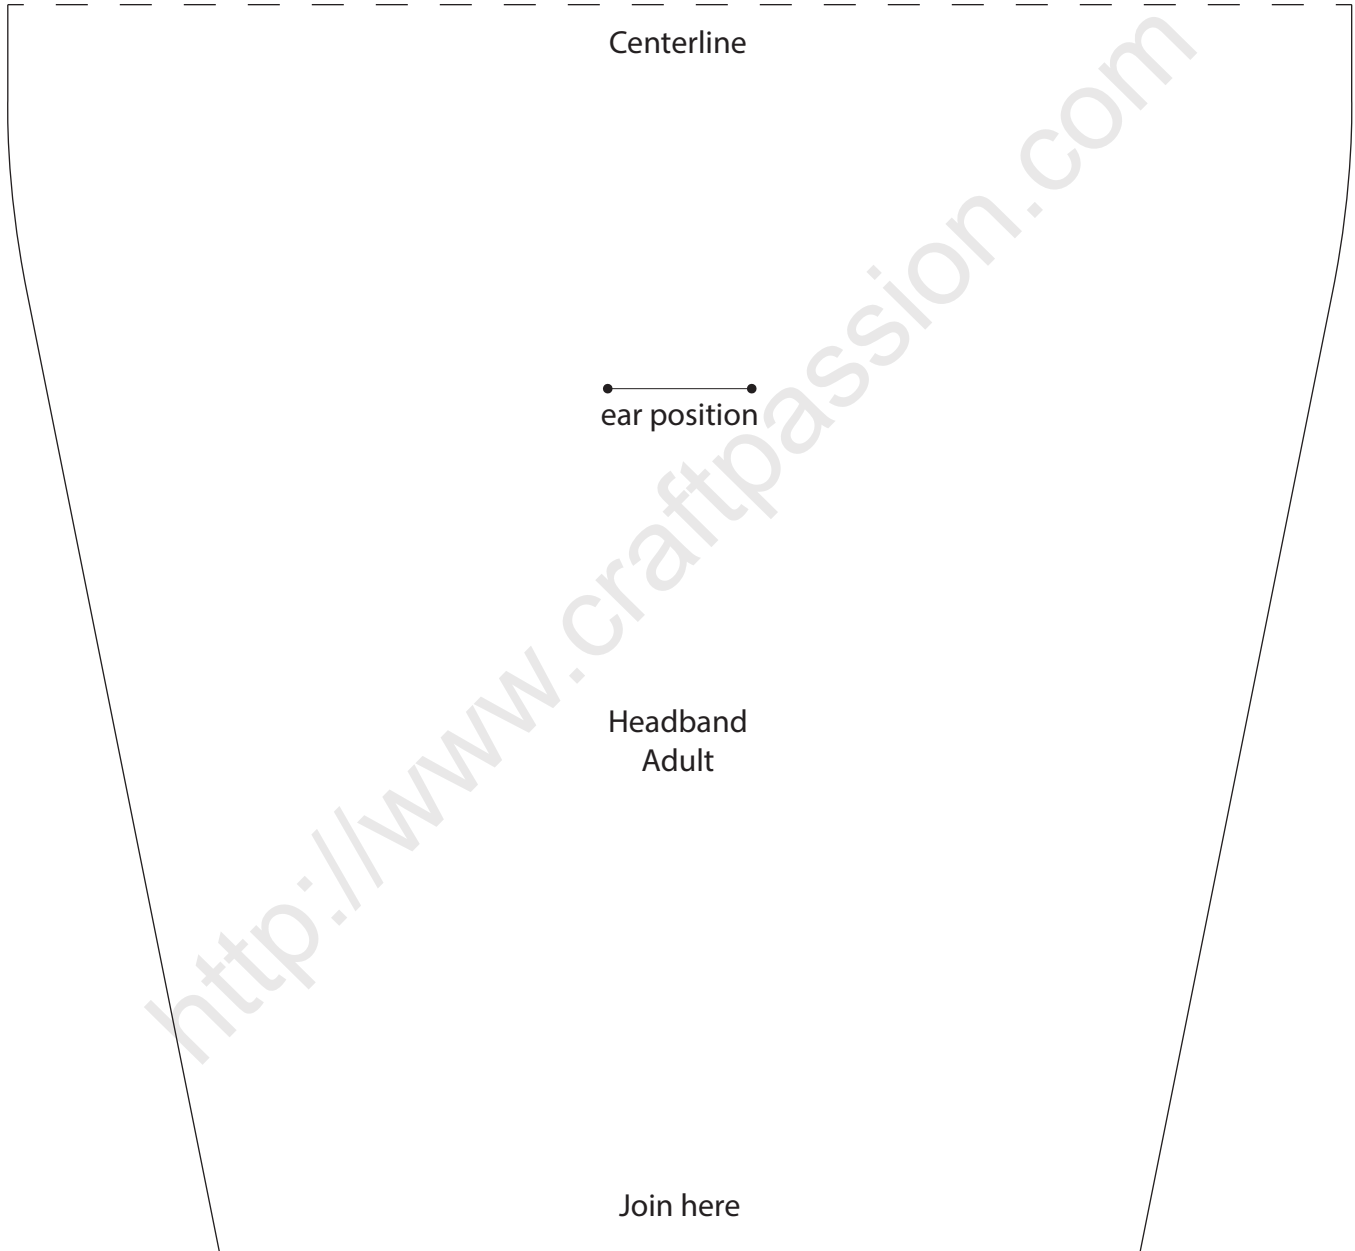 Centerline
ear position
Headband
Adult
Join here
http://www.craftpassion.com